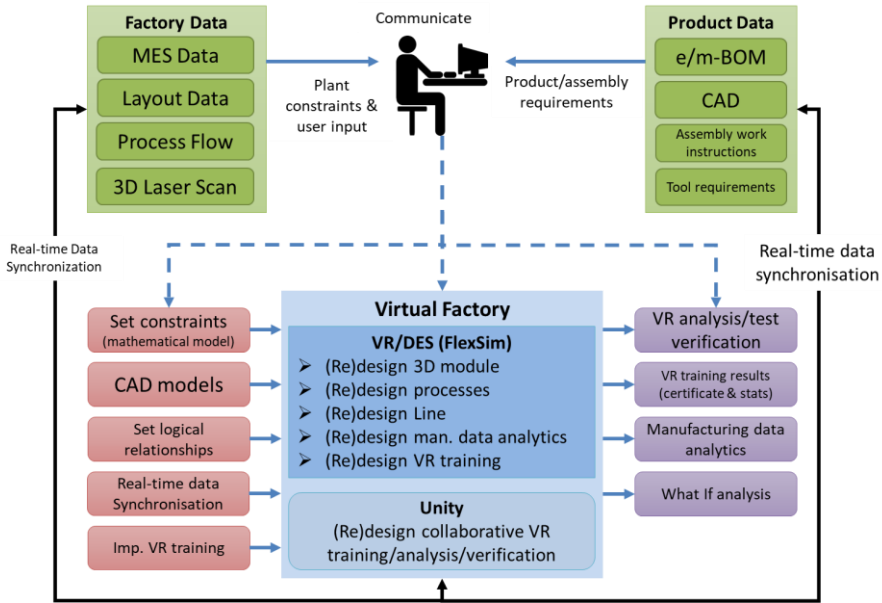 Factory Data
MES Data
Layout Data
Process Flow
3D Laser Scan
Communicate
Plant
constraints &
user input
Product/assembly
requirements
Product Data
e/m-BOM
CAD
Assembly work
instructions
Tool requirements
Real-time Data
Synchronization
Real-time data
synchronisation
Set constraints
(mathematical model)
CAD models
Set logical
relationships
Real-time data
Synchronisation
Imp. VR training
Virtual Factory
VR/DES (FlexSim)
➢ (Re)design 3D module
➢ (Re)design processes
➢ (Re)design Line
➢ (Re)design man. data analytics
➢ (Re)design VR training
Unity
(Re)design collaborative VR
training/analysis/verification
VR analysis/test
verification
VR training results
(certificate & stats)
Manufacturing data
analytics
What If analysis